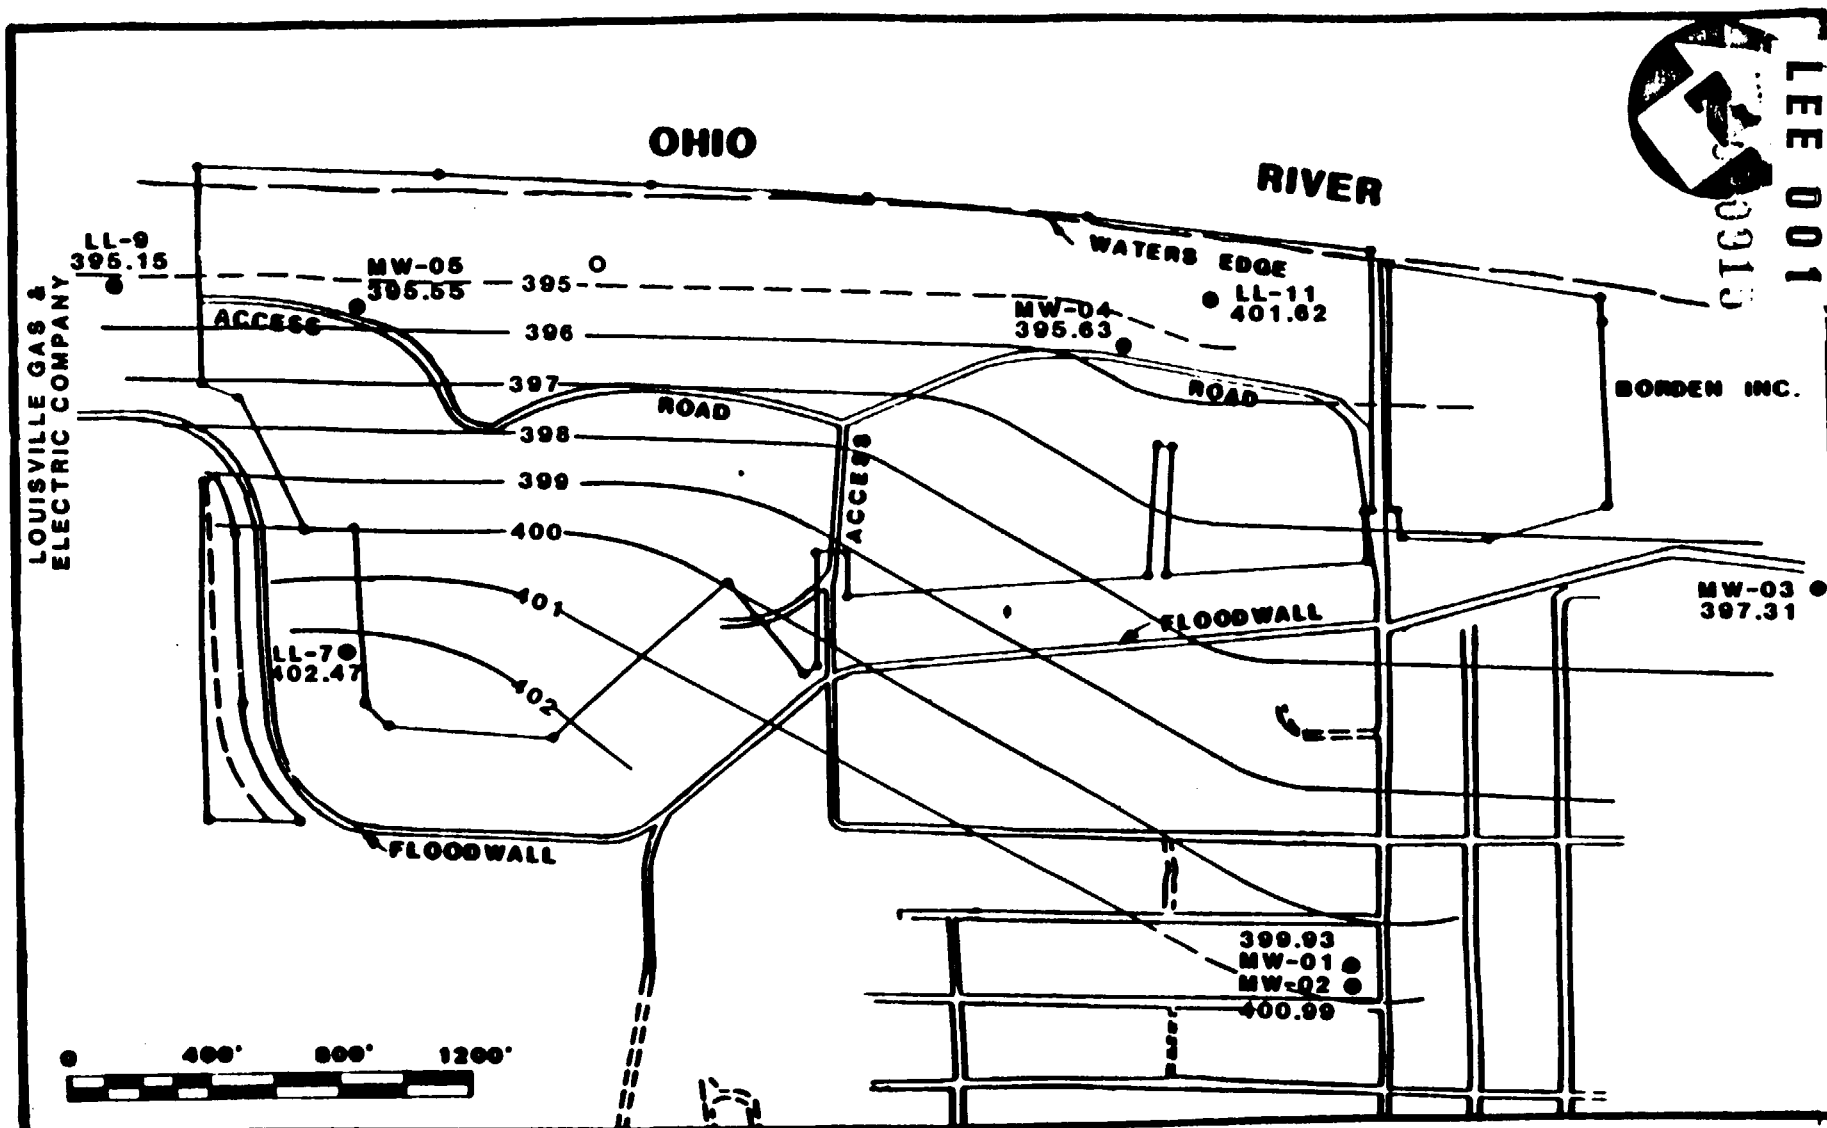 OHIO
RIVER
LEE 001
WATERS EDGE
LL-9
395.15
MW-05
395.55
395
LL-11
401.62
MW-04
395.63
ACCESS
396
397
ROAD
ROAD
BORDEN INC.
LOUISVILLE GAS &
ELECTRIC COMPANY
398
ACCESS
399
400
401
MW-03
397.31
FLOODWALL
LL-7
402.47
402
FLOODWALL
399.93
MW-01
MW-02
400.99
0 400' 800' 1200'